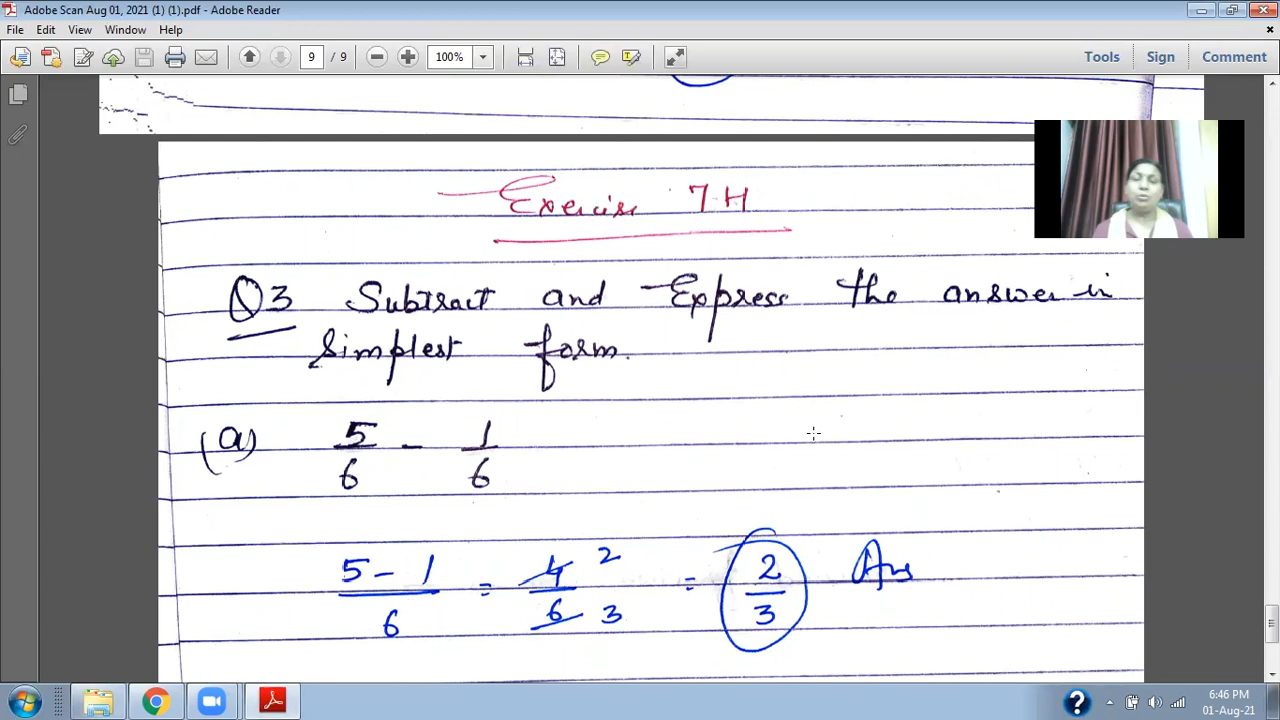 Adobe Scan Aug 01, 2021 (1) (1).pdf - Adobe Reader
File Edit View Window Help
9 / 9 100% Tools Sign Comment
Exercise 7H
Q3 Subtract and Express the answer in
simplest form.
(a) 5/6 - 1/6
5-1/6 = 4/6 2/3 = 2/3 Ans
6:46 PM
01-Aug-21